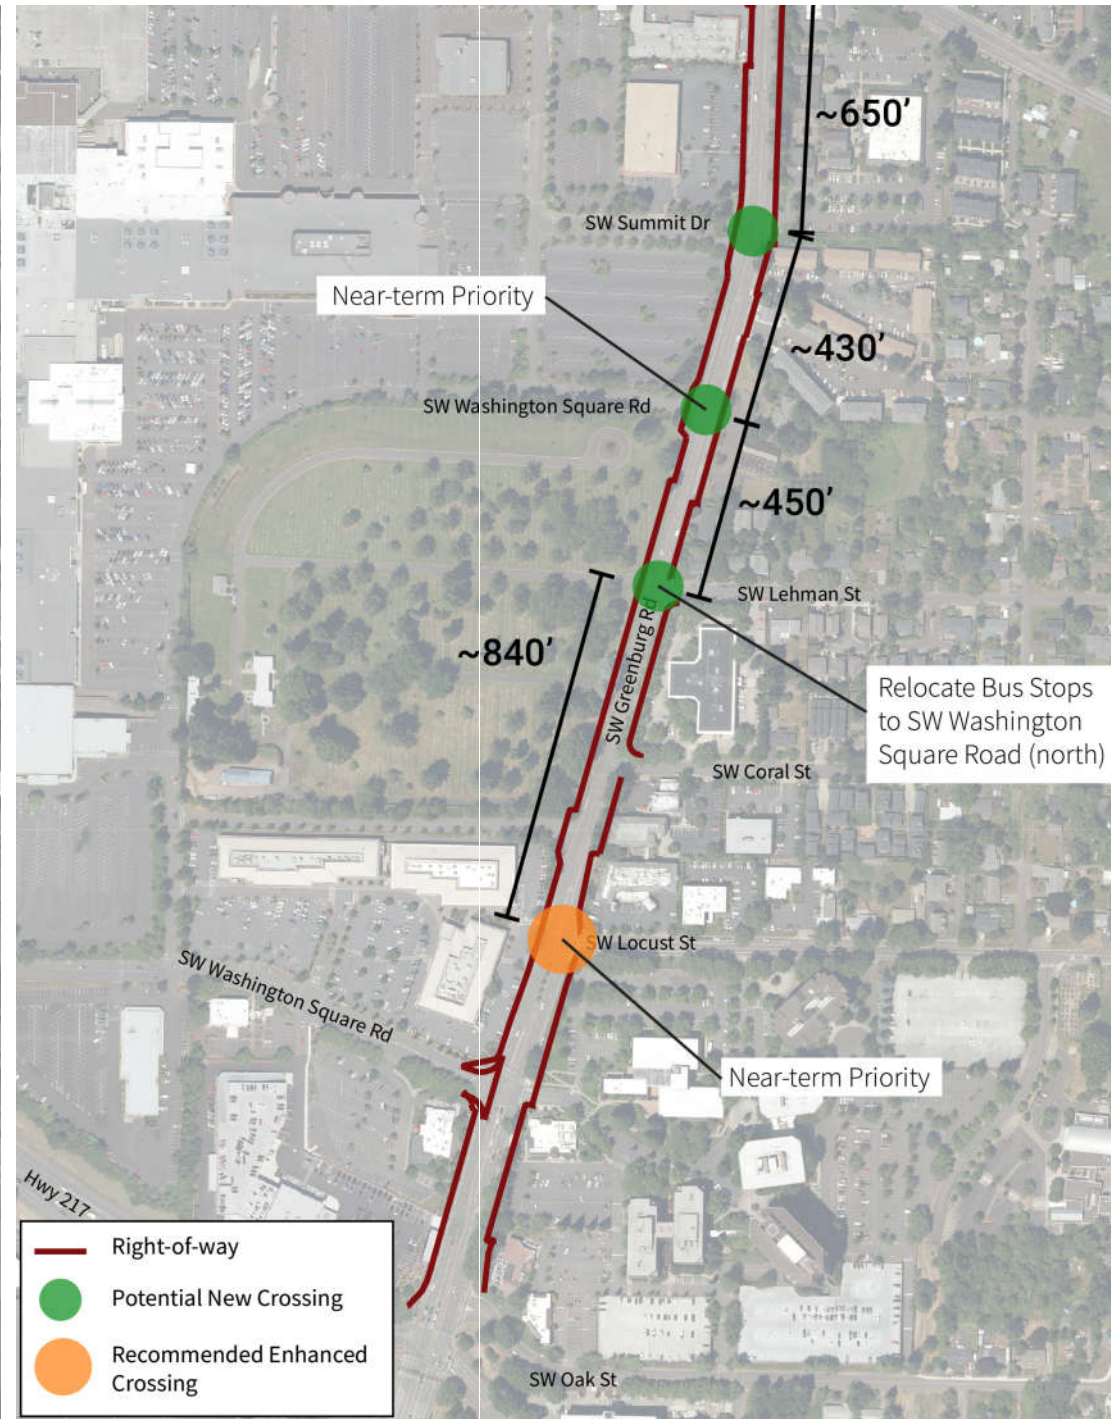 ~650’
SW Summit Dr
Near-term Priority
~430’
SW Washington Square Rd
~450’
SW Lehman St
~840’
SW Greenburg Rd
Relocate Bus Stops
to SW Washington
Square Road (north)
SW Coral St
SW Locust St
SW Washington Square Rd
Near-term Priority
Hwy 217
Right-of-way
Potential New Crossing
Recommended Enhanced
Crossing
SW Oak St